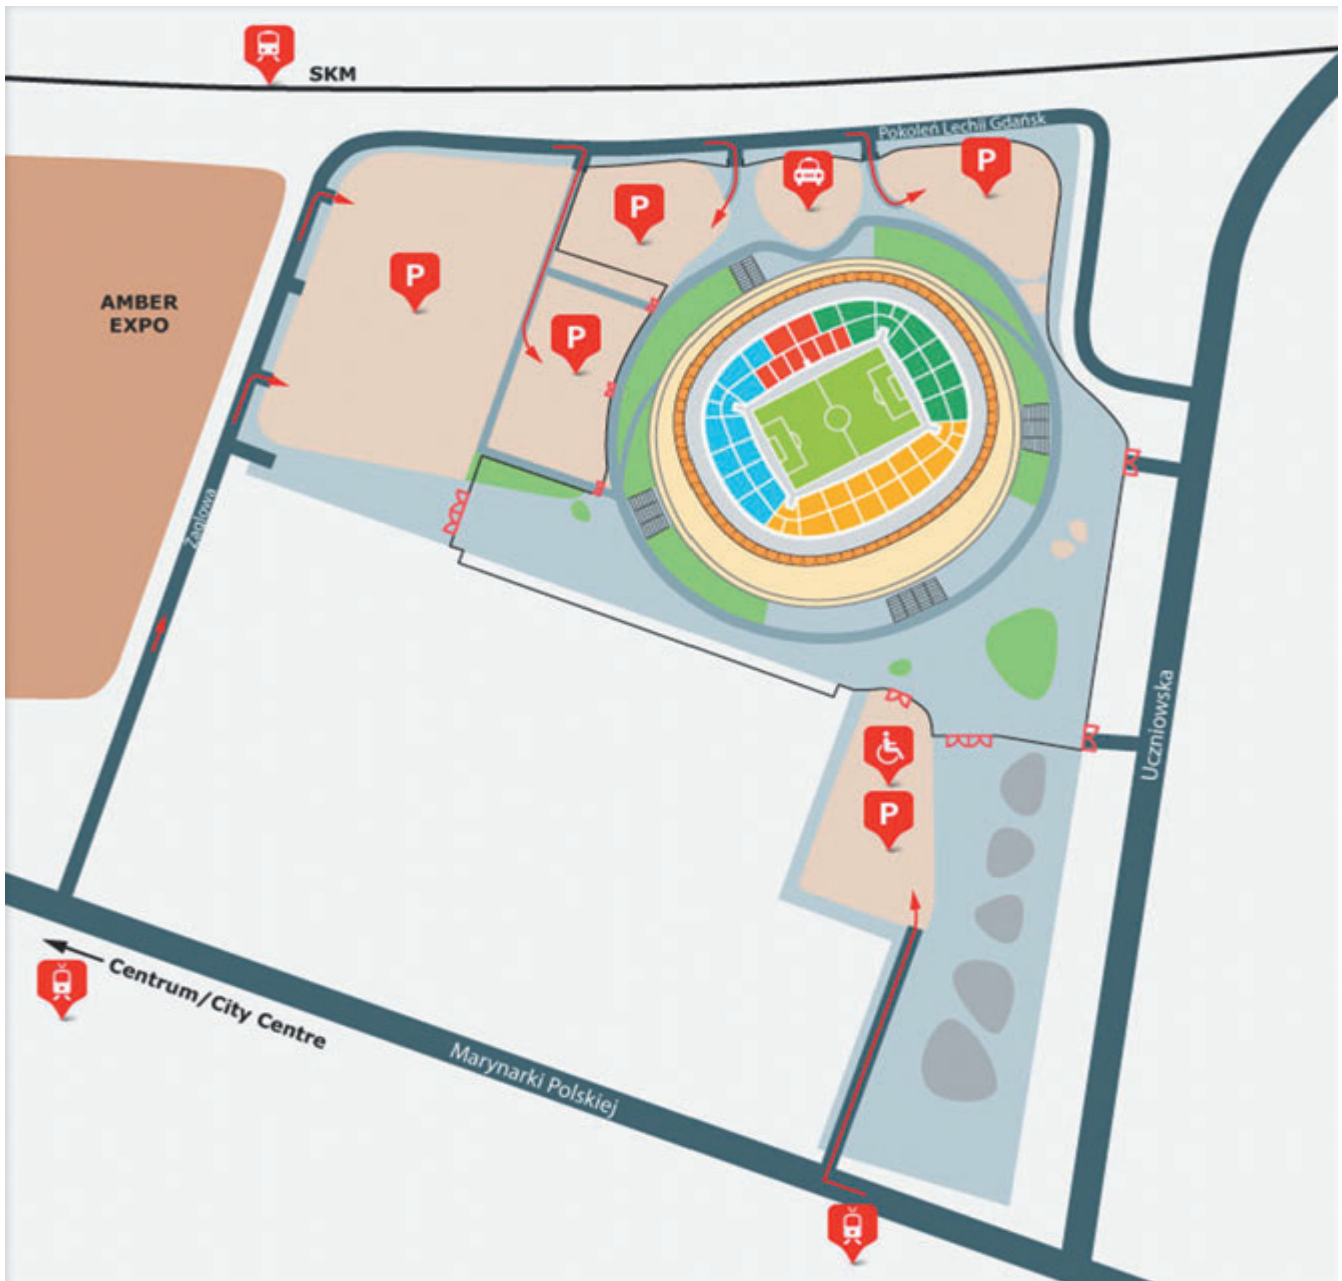 SKM
Pokoleń Lechii Gdańsk
P
P
P
P
AMBER
EXPO
Żaglowa
Uczniowska
P
Centrum/City Centre
Marynarki Polskiej